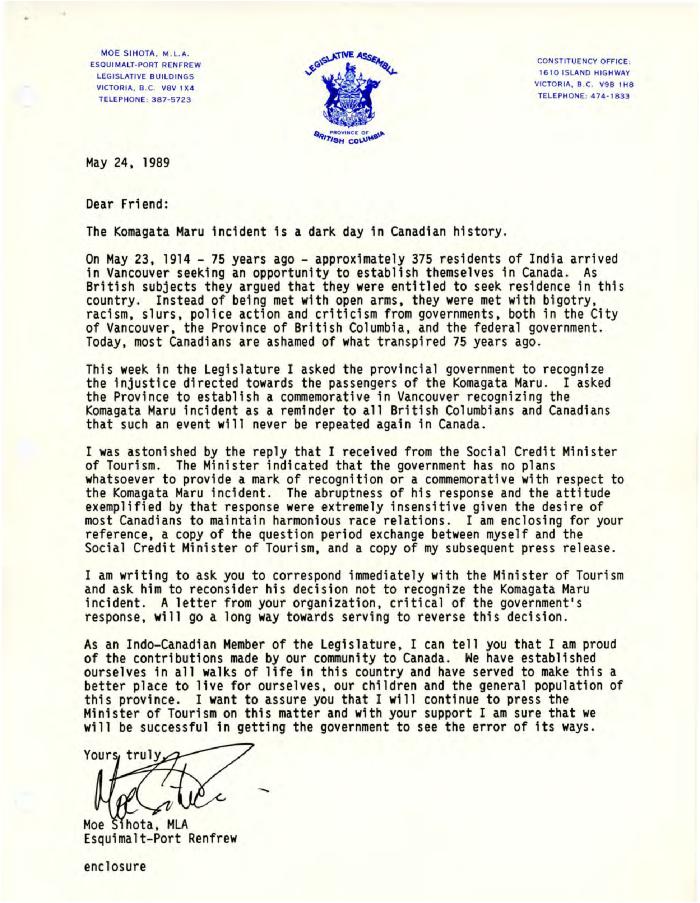 MOE SIHOTA, M.L.A.
ESQUIMALT-PORT RENFREW
LEGISLATIVE BUILDINGS
VICTORIA, B.C. V8V 1X4
TELEPHONE: 387-5723
LEGISLATIVE ASSEMBLY
PROVINCE OF
BRITISH COLUMBIA
CONSTITUENCY OFFICE:
1610 ISLAND HIGHWAY
VICTORIA, B.C. V9B 1H8
TELEPHONE: 474-1833
May 24, 1989
Dear Friend:
The Komagata Maru incident is a dark day in Canadian history.
On May 23, 1914 - 75 years ago - approximately 375 residents of India arrived
in Vancouver seeking an opportunity to establish themselves in Canada. As
British subjects they argued that they were entitled to seek residence in this
country. Instead of being met with open arms, they were met with bigotry,
racism, slurs, police action and criticism from governments, both in the City
of Vancouver, the Province of British Columbia, and the federal government.
Today, most Canadians are ashamed of what transpired 75 years ago.
This week in the Legislature I asked the provincial government to recognize
the injustice directed towards the passengers of the Komagata Maru. I asked
the Province to establish a commemorative in Vancouver recognizing the
Komagata Maru incident as a reminder to all British Columbians and Canadians
that such an event will never be repeated again in Canada.
I was astonished by the reply that I received from the Social Credit Minister
of Tourism. The Minister indicated that the government has no plans
whatsoever to provide a mark of recognition or a commemorative with respect to
the Komagata Maru incident. The abruptness of his response and the attitude
exemplified by that response were extremely insensitive given the desire of
most Canadians to maintain harmonious race relations. I am enclosing for your
reference, a copy of the question period exchange between myself and the
Social Credit Minister of Tourism, and a copy of my subsequent press release.
I am writing to ask you to correspond immediately with the Minister of Tourism
and ask him to reconsider his decision not to recognize the Komagata Maru
incident. A letter from your organization, critical of the government's
response, will go a long way towards serving to reverse this decision.
As an Indo-Canadian Member of the Legislature, I can tell you that I am proud
of the contributions made by our community to Canada. We have established
ourselves in all walks of life in this country and have served to make this a
better place to live for ourselves, our children and the general population of
this province. I want to assure you that I will continue to press the
Minister of Tourism on this matter and with your support I am sure that we
will be successful in getting the government to see the error of its ways.
Yours truly,
Moe Sihota
Moe Sihota, MLA
Esquimalt-Port Renfrew
enclosure